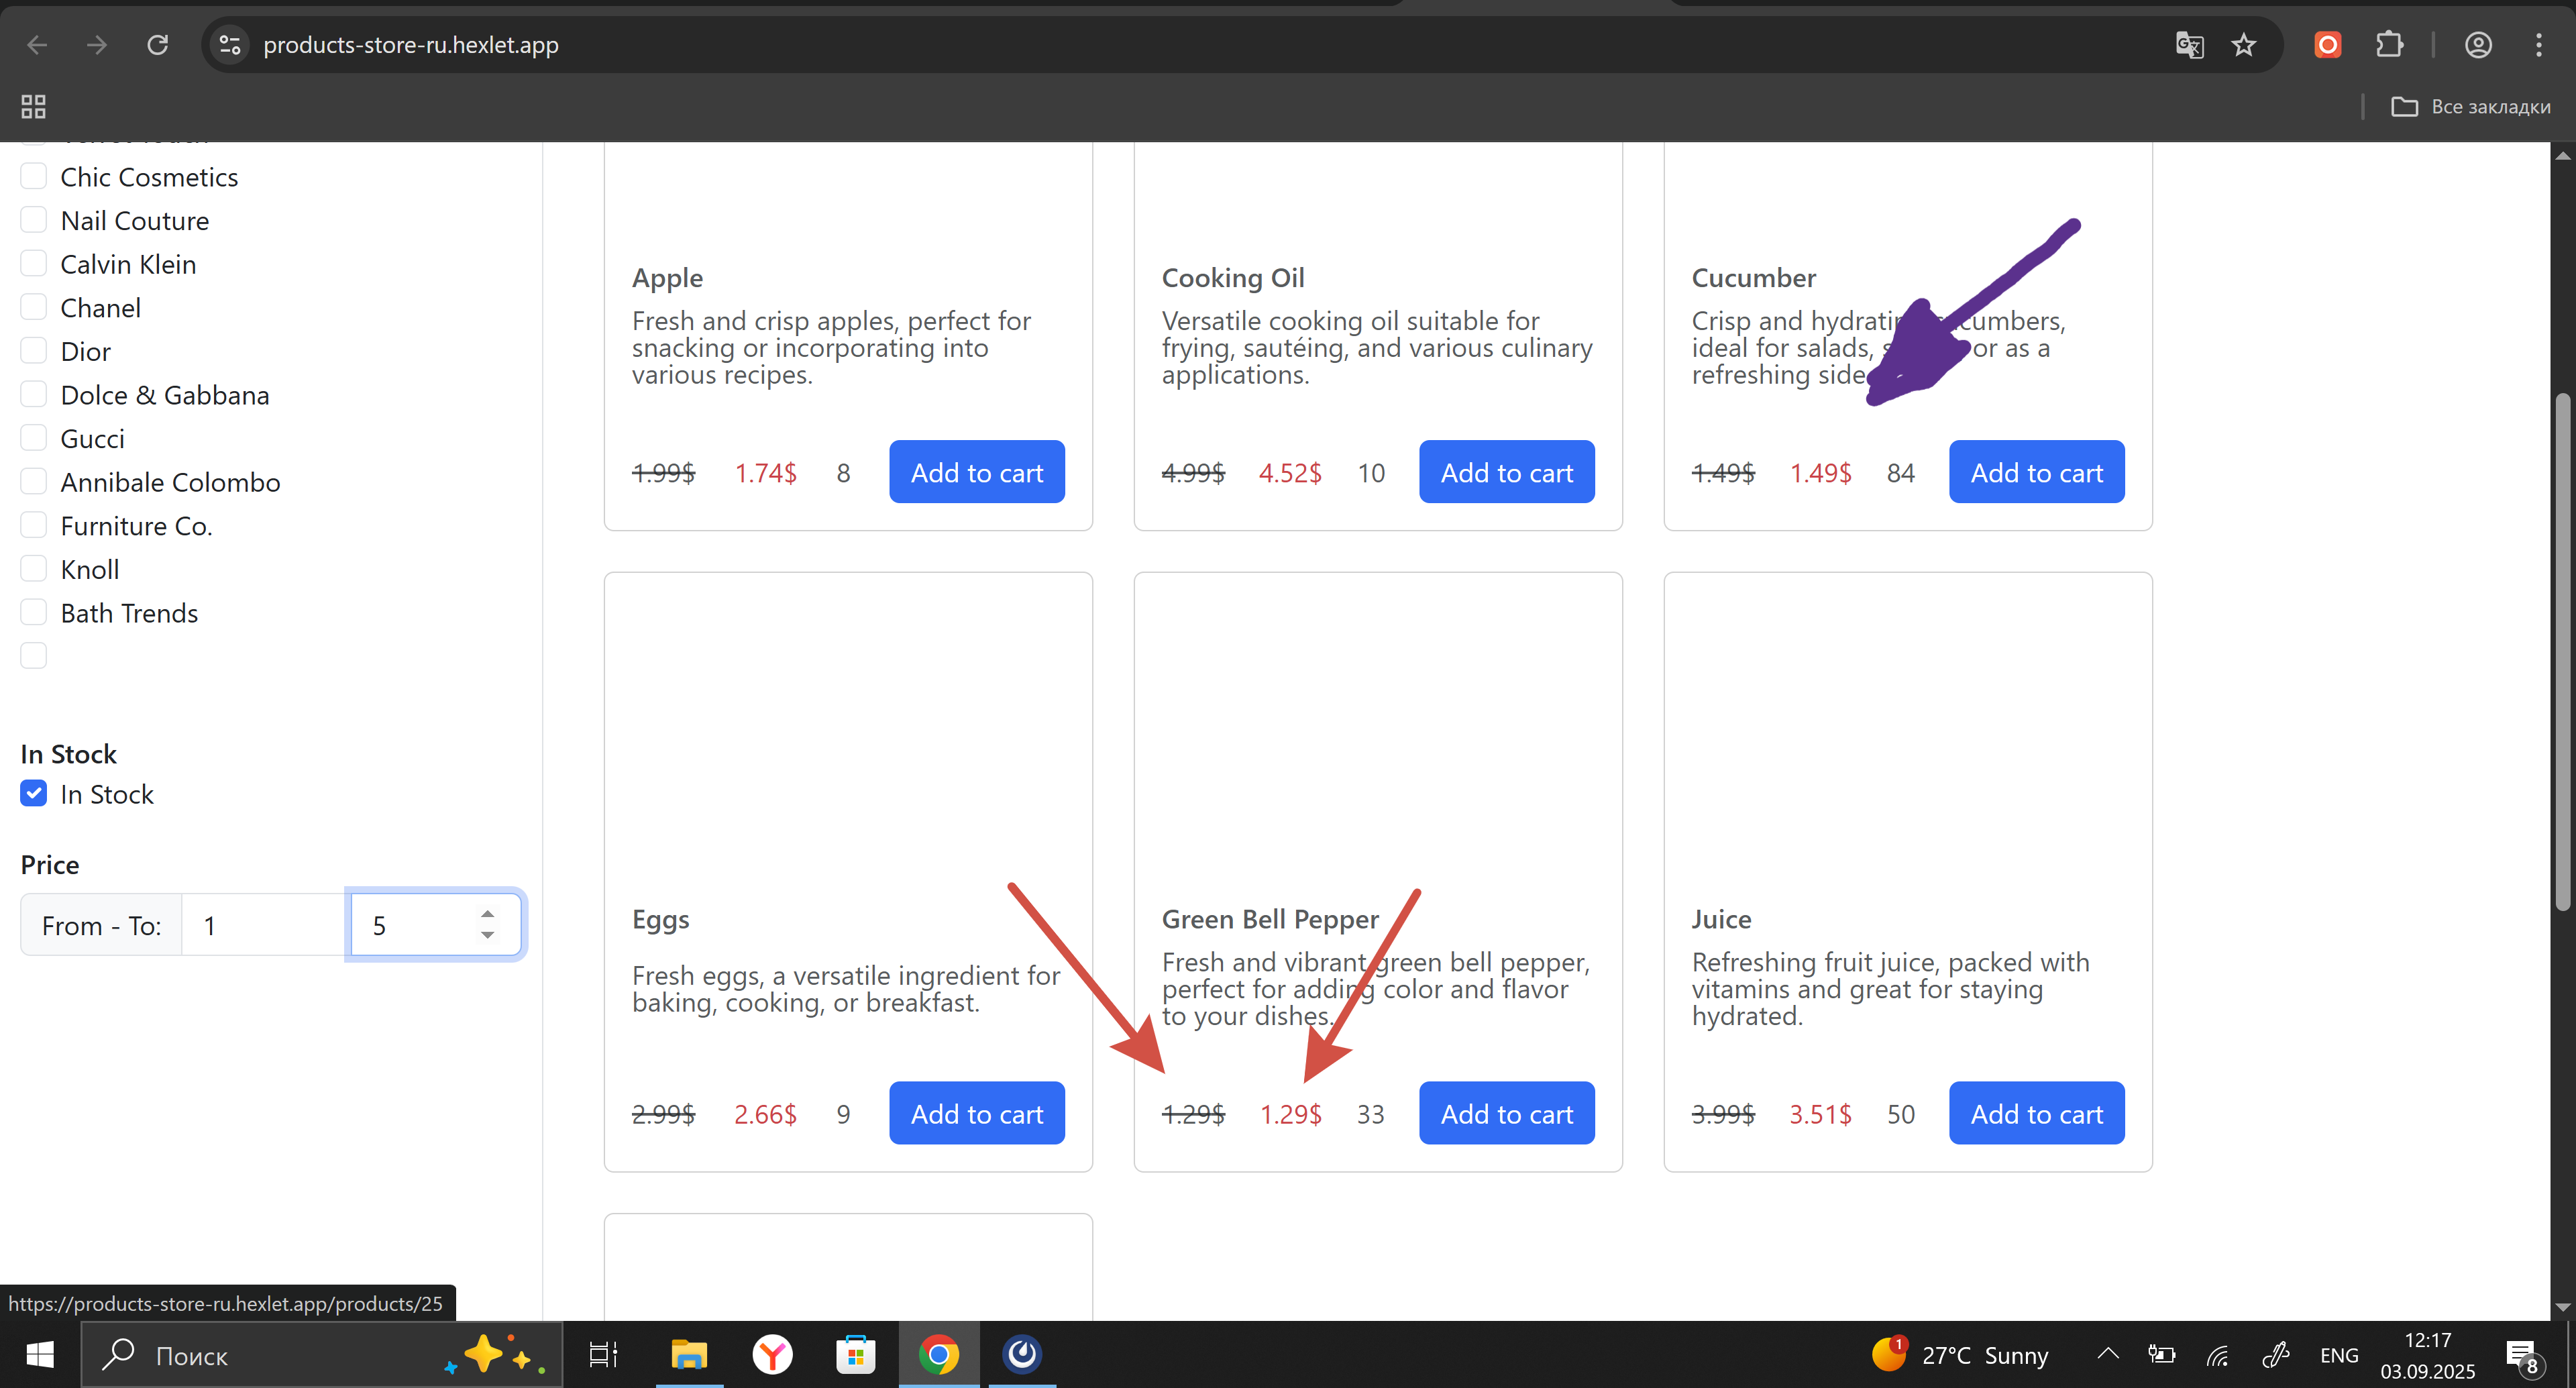 products-store-ru.hexlet.app
Все закладки
Chic Cosmetics
Nail Couture
Calvin Klein
Chanel
Dior
Dolce & Gabbana
Gucci
Annibale Colombo
Furniture Co.
Knoll
Bath Trends
In Stock
In Stock
Price
From - To:
1
5
Apple
Fresh and crisp apples, perfect for
snacking or incorporating into
various recipes.
1.99$ 1.74$ 8 Add to cart
Cooking Oil
Versatile cooking oil suitable for
frying, sautéing, and various culinary
applications.
4.99$ 4.52$ 10 Add to cart
Cucumber
Crisp and cucumbers,
ideal for salads, or as a
refreshing side
1.49$ 1.49$ 84 Add to cart
Eggs
Fresh eggs, a versatile ingredient for
baking, cooking, or breakfast.
2.99$ 2.66$ 9 Add to cart
Green Bell Pepper
Fresh and vibrant green bell pepper,
perfect for adding color and flavor
to your dishes.
1.29$ 1.29$ 33 Add to cart
Juice
Refreshing fruit juice, packed with
vitamins and great for staying
hydrated.
3.99$ 3.51$ 50 Add to cart
https://products-store-ru.hexlet.app/products/25
Поиск
1
27°C Sunny
ENG
12:17
03.09.2025
8